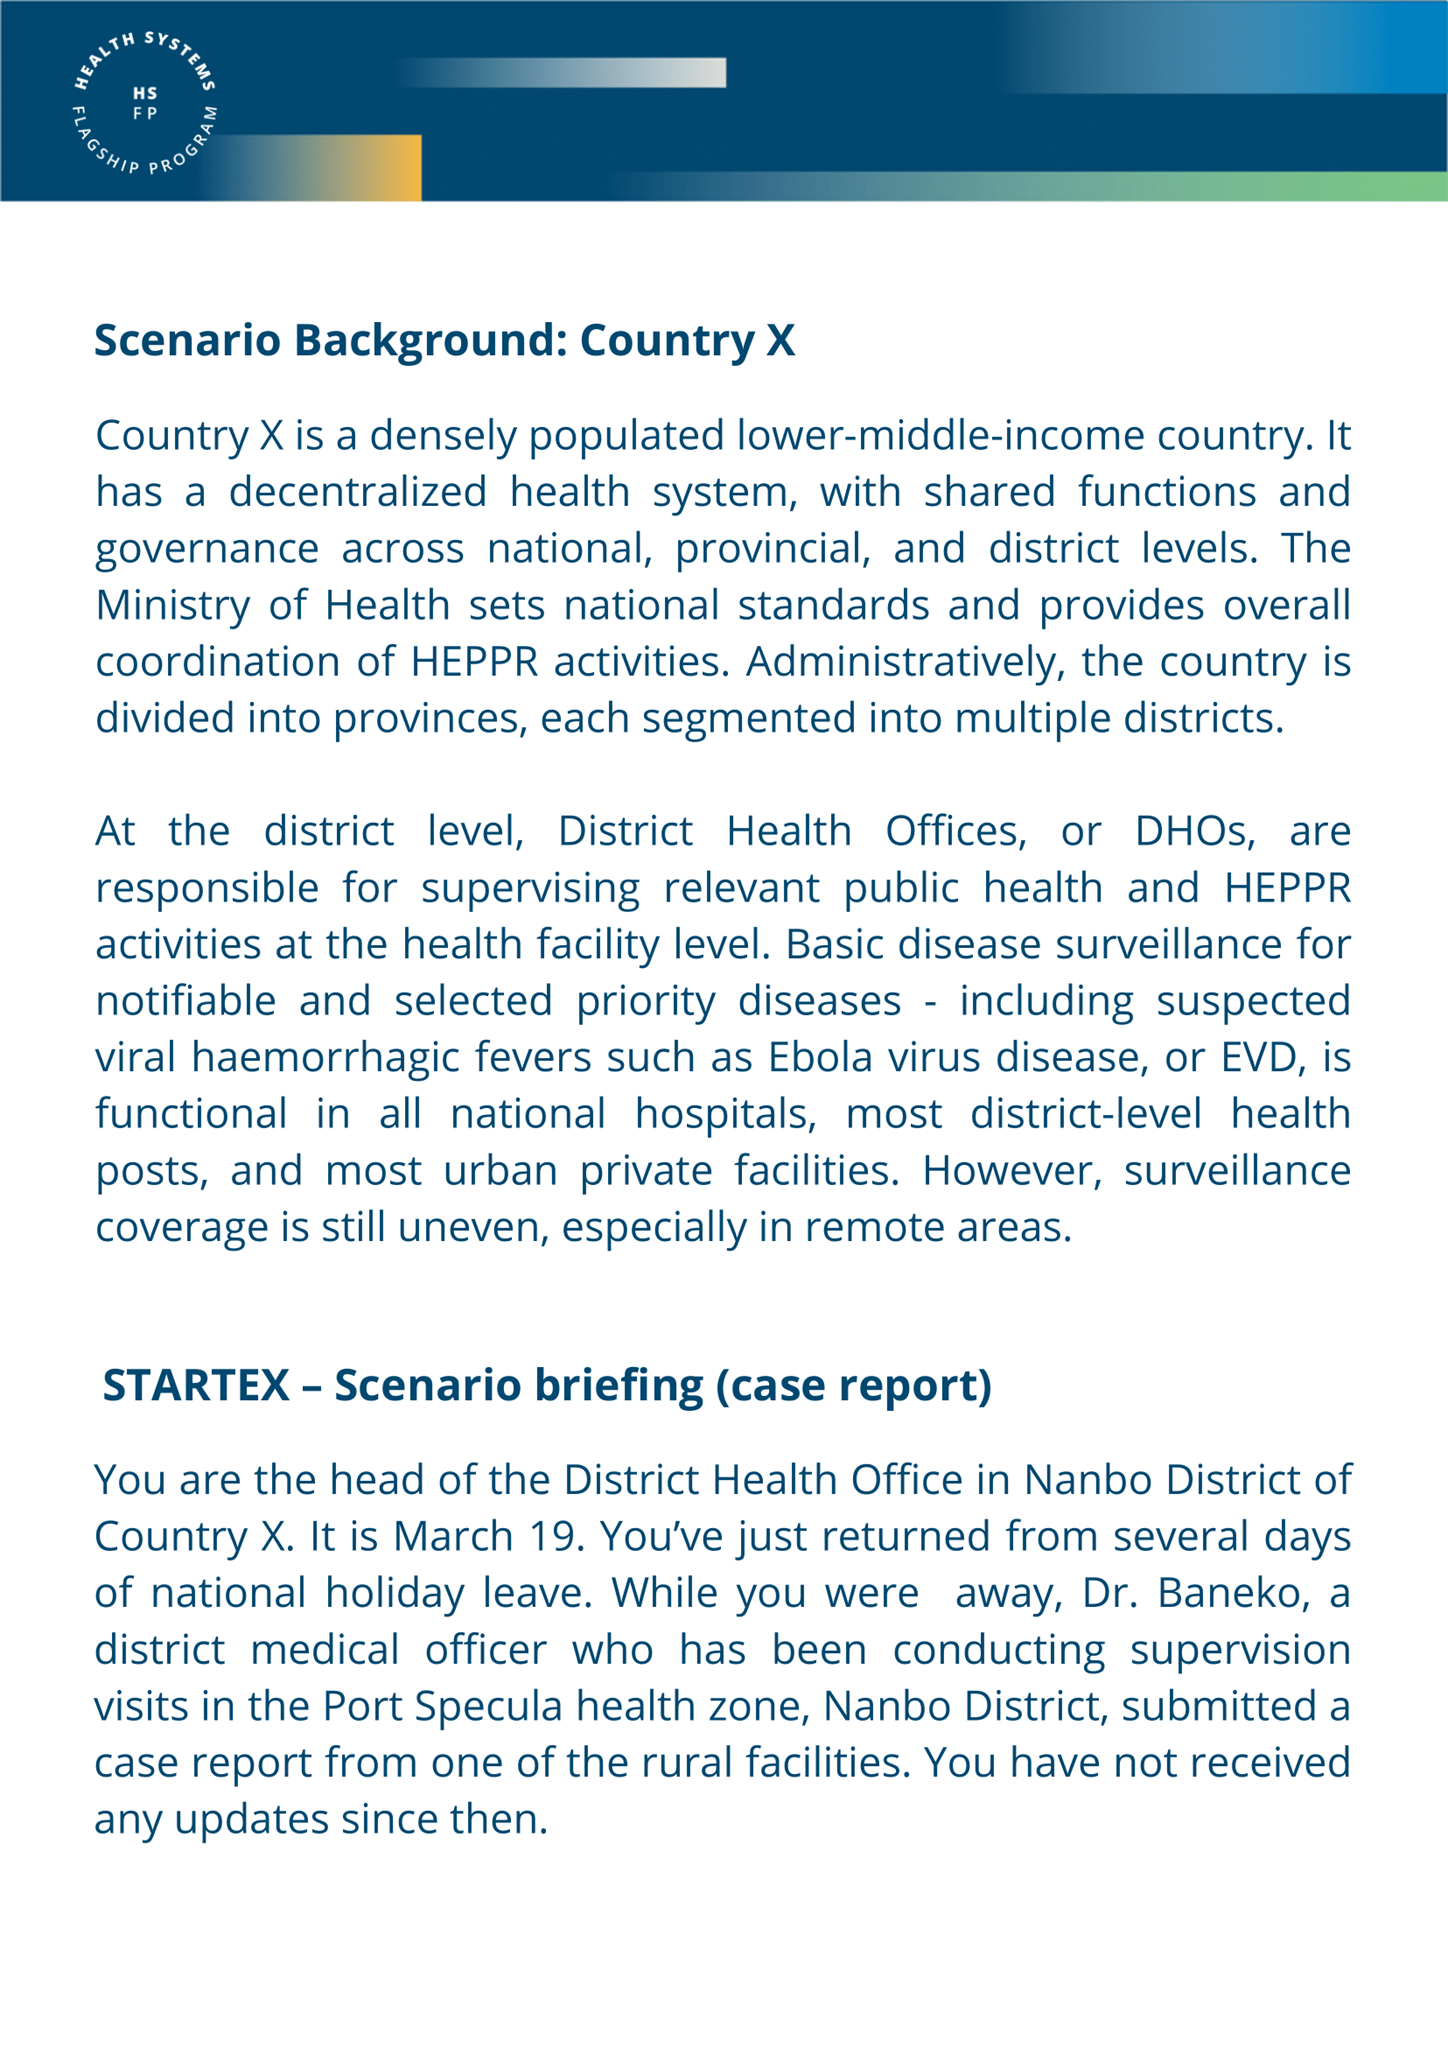 HEALTH SYSTEMS
HS
FP
FLAGSHIP PROGRAM
Scenario Background: Country X
Country X is a densely populated lower-middle-income country. It
has a decentralized health system, with shared functions and
governance across national, provincial, and district levels. The
Ministry of Health sets national standards and provides overall
coordination of HEPPR activities. Administratively, the country is
divided into provinces, each segmented into multiple districts.
At the district level, District Health Offices, or DHOs, are
responsible for supervising relevant public health and HEPPR
activities at the health facility level. Basic disease surveillance for
notifiable and selected priority diseases - including suspected
viral haemorrhagic fevers such as Ebola virus disease, or EVD, is
functional in all national hospitals, most district-level health
posts, and most urban private facilities. However, surveillance
coverage is still uneven, especially in remote areas.
STARTEX – Scenario briefing (case report)
You are the head of the District Health Office in Nanbo District of
Country X. It is March 19. You’ve just returned from several days
of national holiday leave. While you were  away, Dr. Baneko, a
district medical officer who has been conducting supervision
visits in the Port Specula health zone, Nanbo District, submitted a
case report from one of the rural facilities. You have not received
any updates since then.